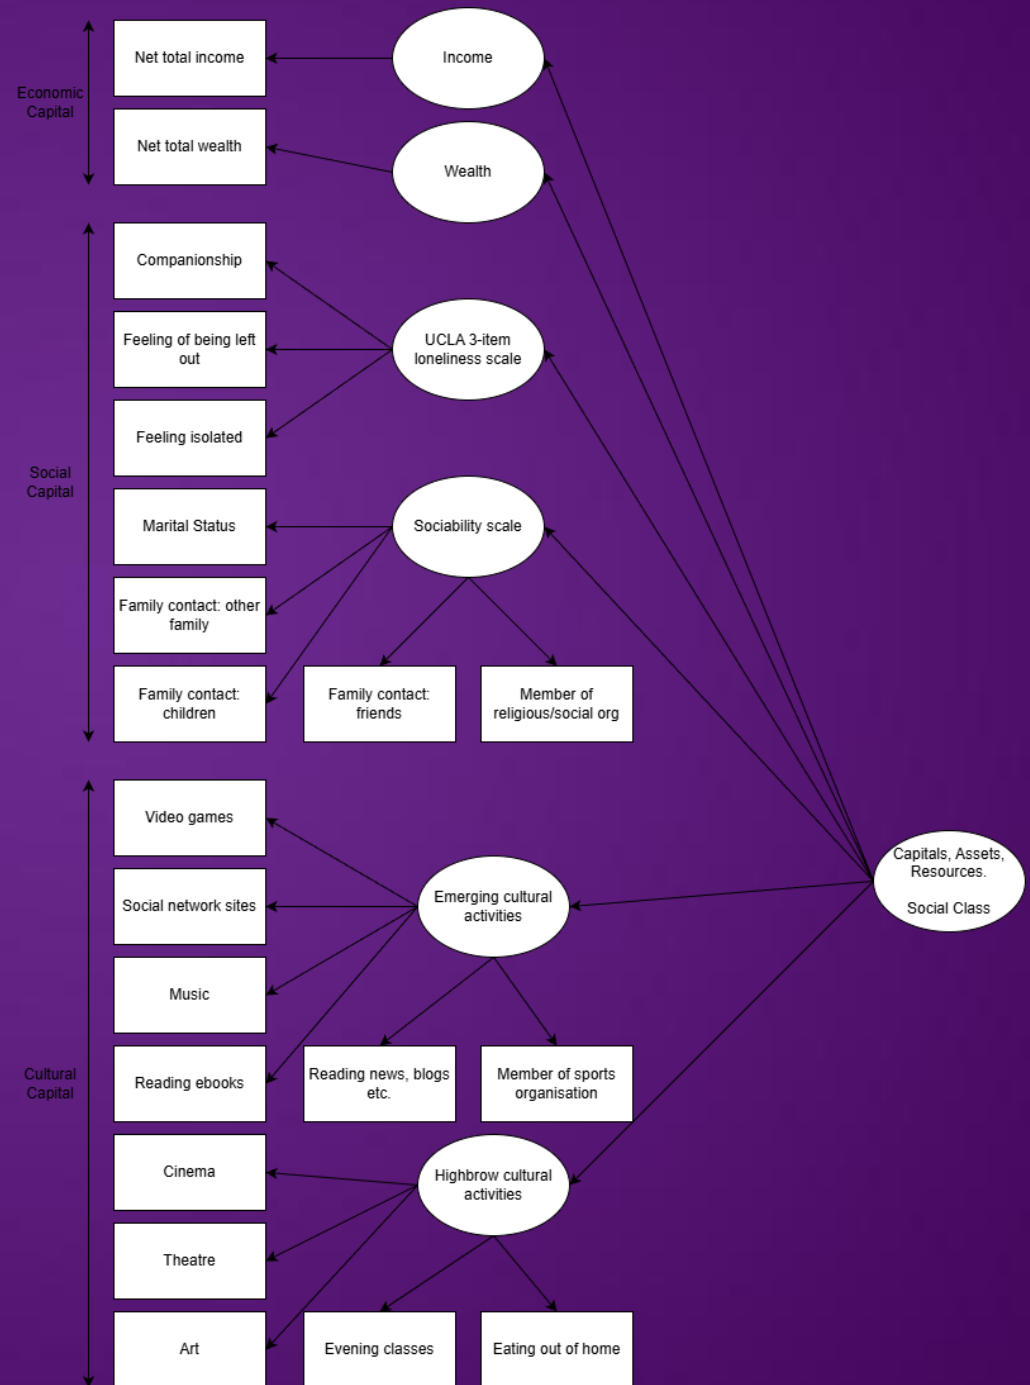 Net total income
Income
Economic
Capital
Net total wealth
Wealth
Companionship
Feeling of being left
out
UCLA 3-item
loneliness scale
Feeling isolated
Social
Capital
Marital Status
Sociability scale
Family contact: other
family
Family contact:
children
Family contact:
friends
Member of
religious/social org
Video games
Capitals, Assets,
Resources.
Social Class
Social network sites
Emerging cultural
activities
Music
Reading ebooks
Reading news, blogs
etc.
Member of sports
organisation
Cultural
Capital
Cinema
Highbrow cultural
activities
Theatre
Art
Evening classes
Eating out of home